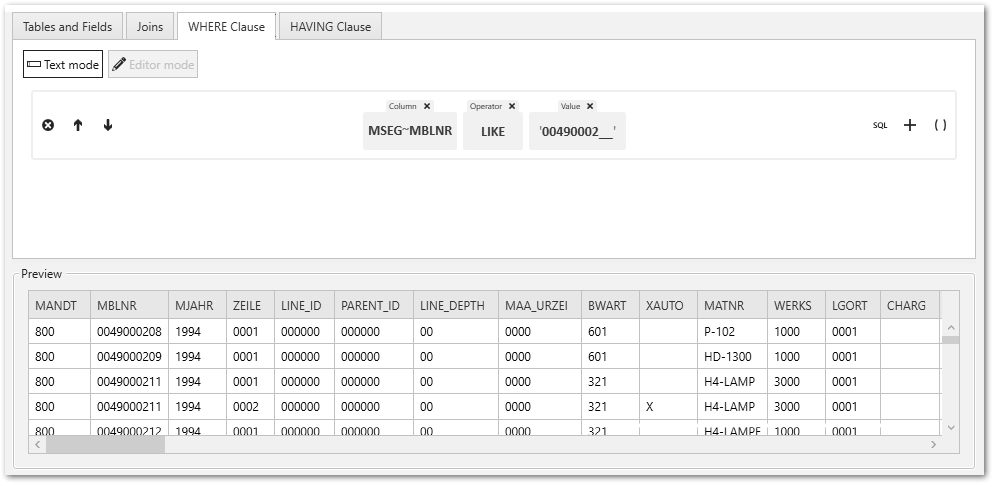 Tables and Fields Joins WHERE Clause HAVING Clause
Text mode Editor mode
Column Operator Value
MSEG~MBLNR LIKE '00490002__' SQL ( )
Preview
MANDT MBLNR MJAHR ZEILE LINE_ID PARENT_ID LINE_DEPTH MAA_URZEI BWART XAUTO MATNR WERKS LGORT CHARG
800 0049000208 1994 0001 000000 000000 00 0000 601 P-102 1000 0001
800 0049000209 1994 0001 000000 000000 00 0000 601 HD-1300 1000 0001
800 0049000211 1994 0001 000000 000000 00 0000 321 H4-LAMP 3000 0001
800 0049000211 1994 0002 000000 000000 00 0000 321 X H4-LAMP 3000 0001
800 0049000212 1994 0001 000000 000000 00 0000 321 H4-LAMPE 1000 0001